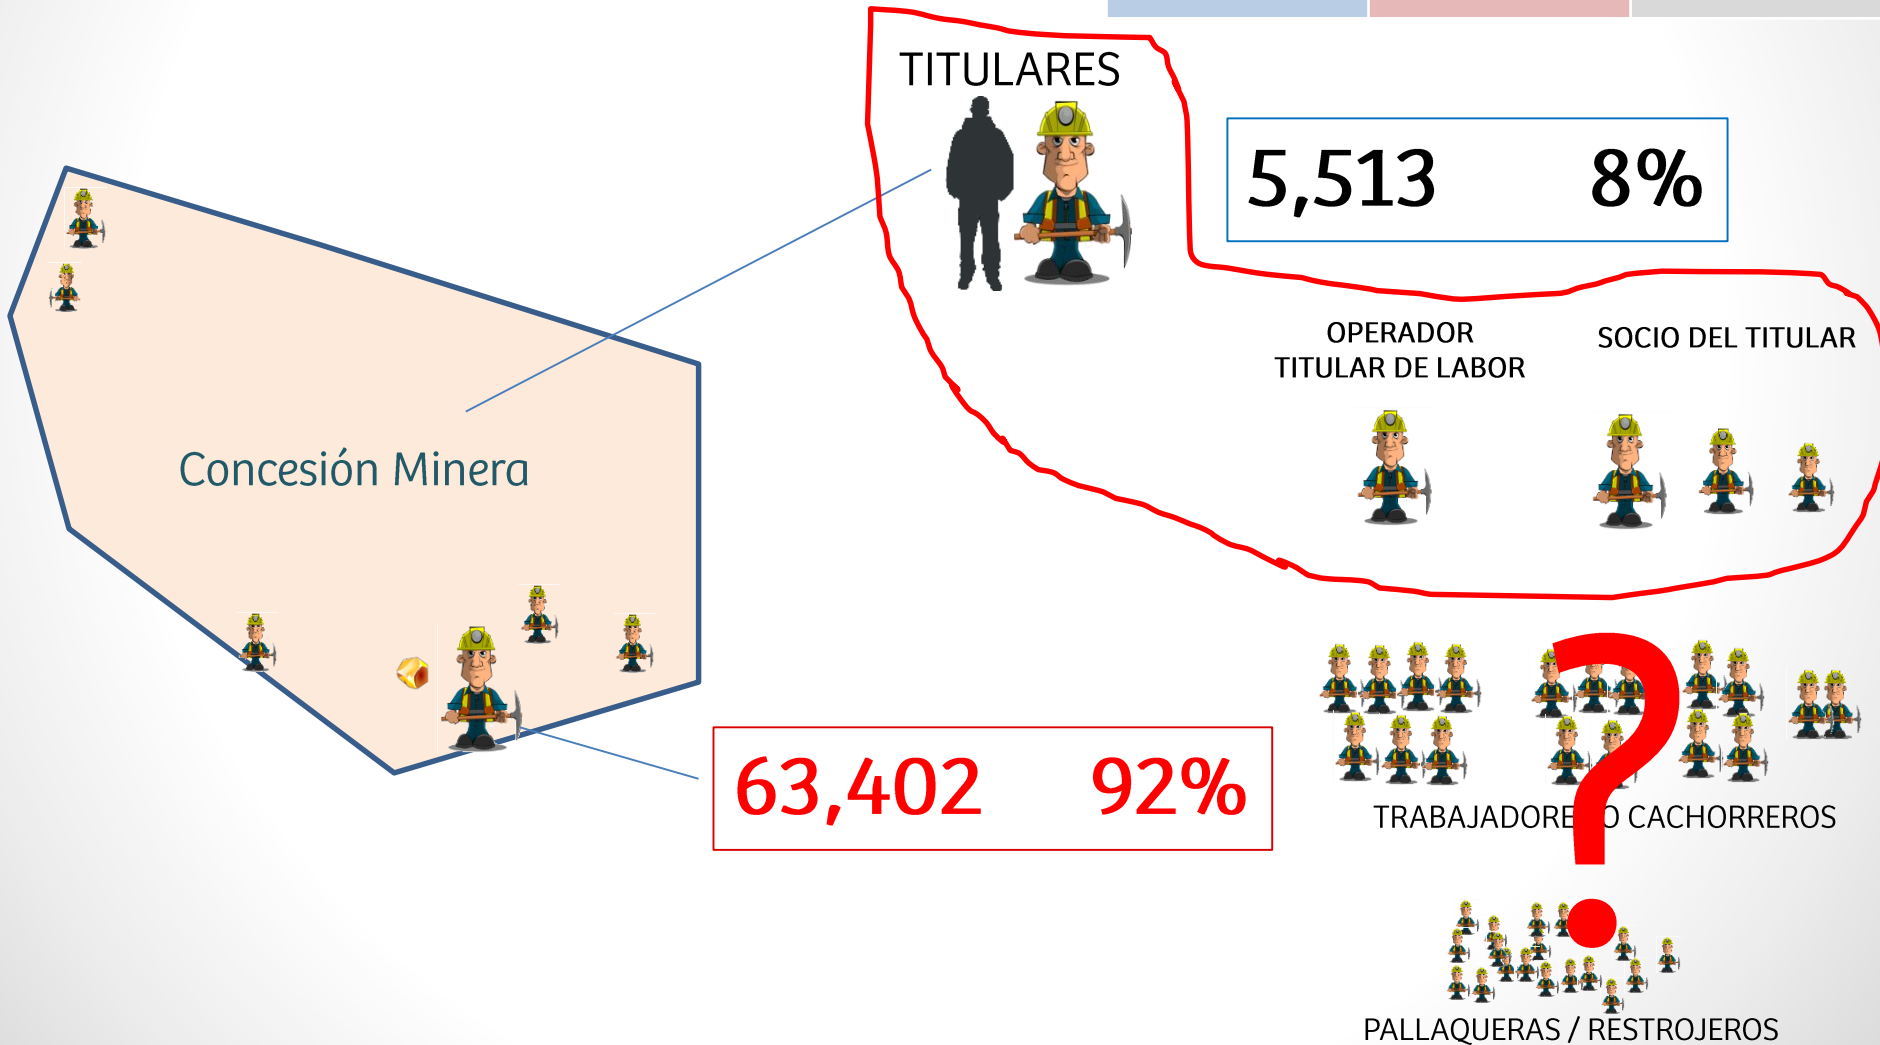 TITULARES
5,513 8%
OPERADOR
TITULAR DE LABOR
SOCIO DEL TITULAR
Concesión Minera
63,402 92%
O CACHORREROS
PALLAQUERAS / RESTROJEROS